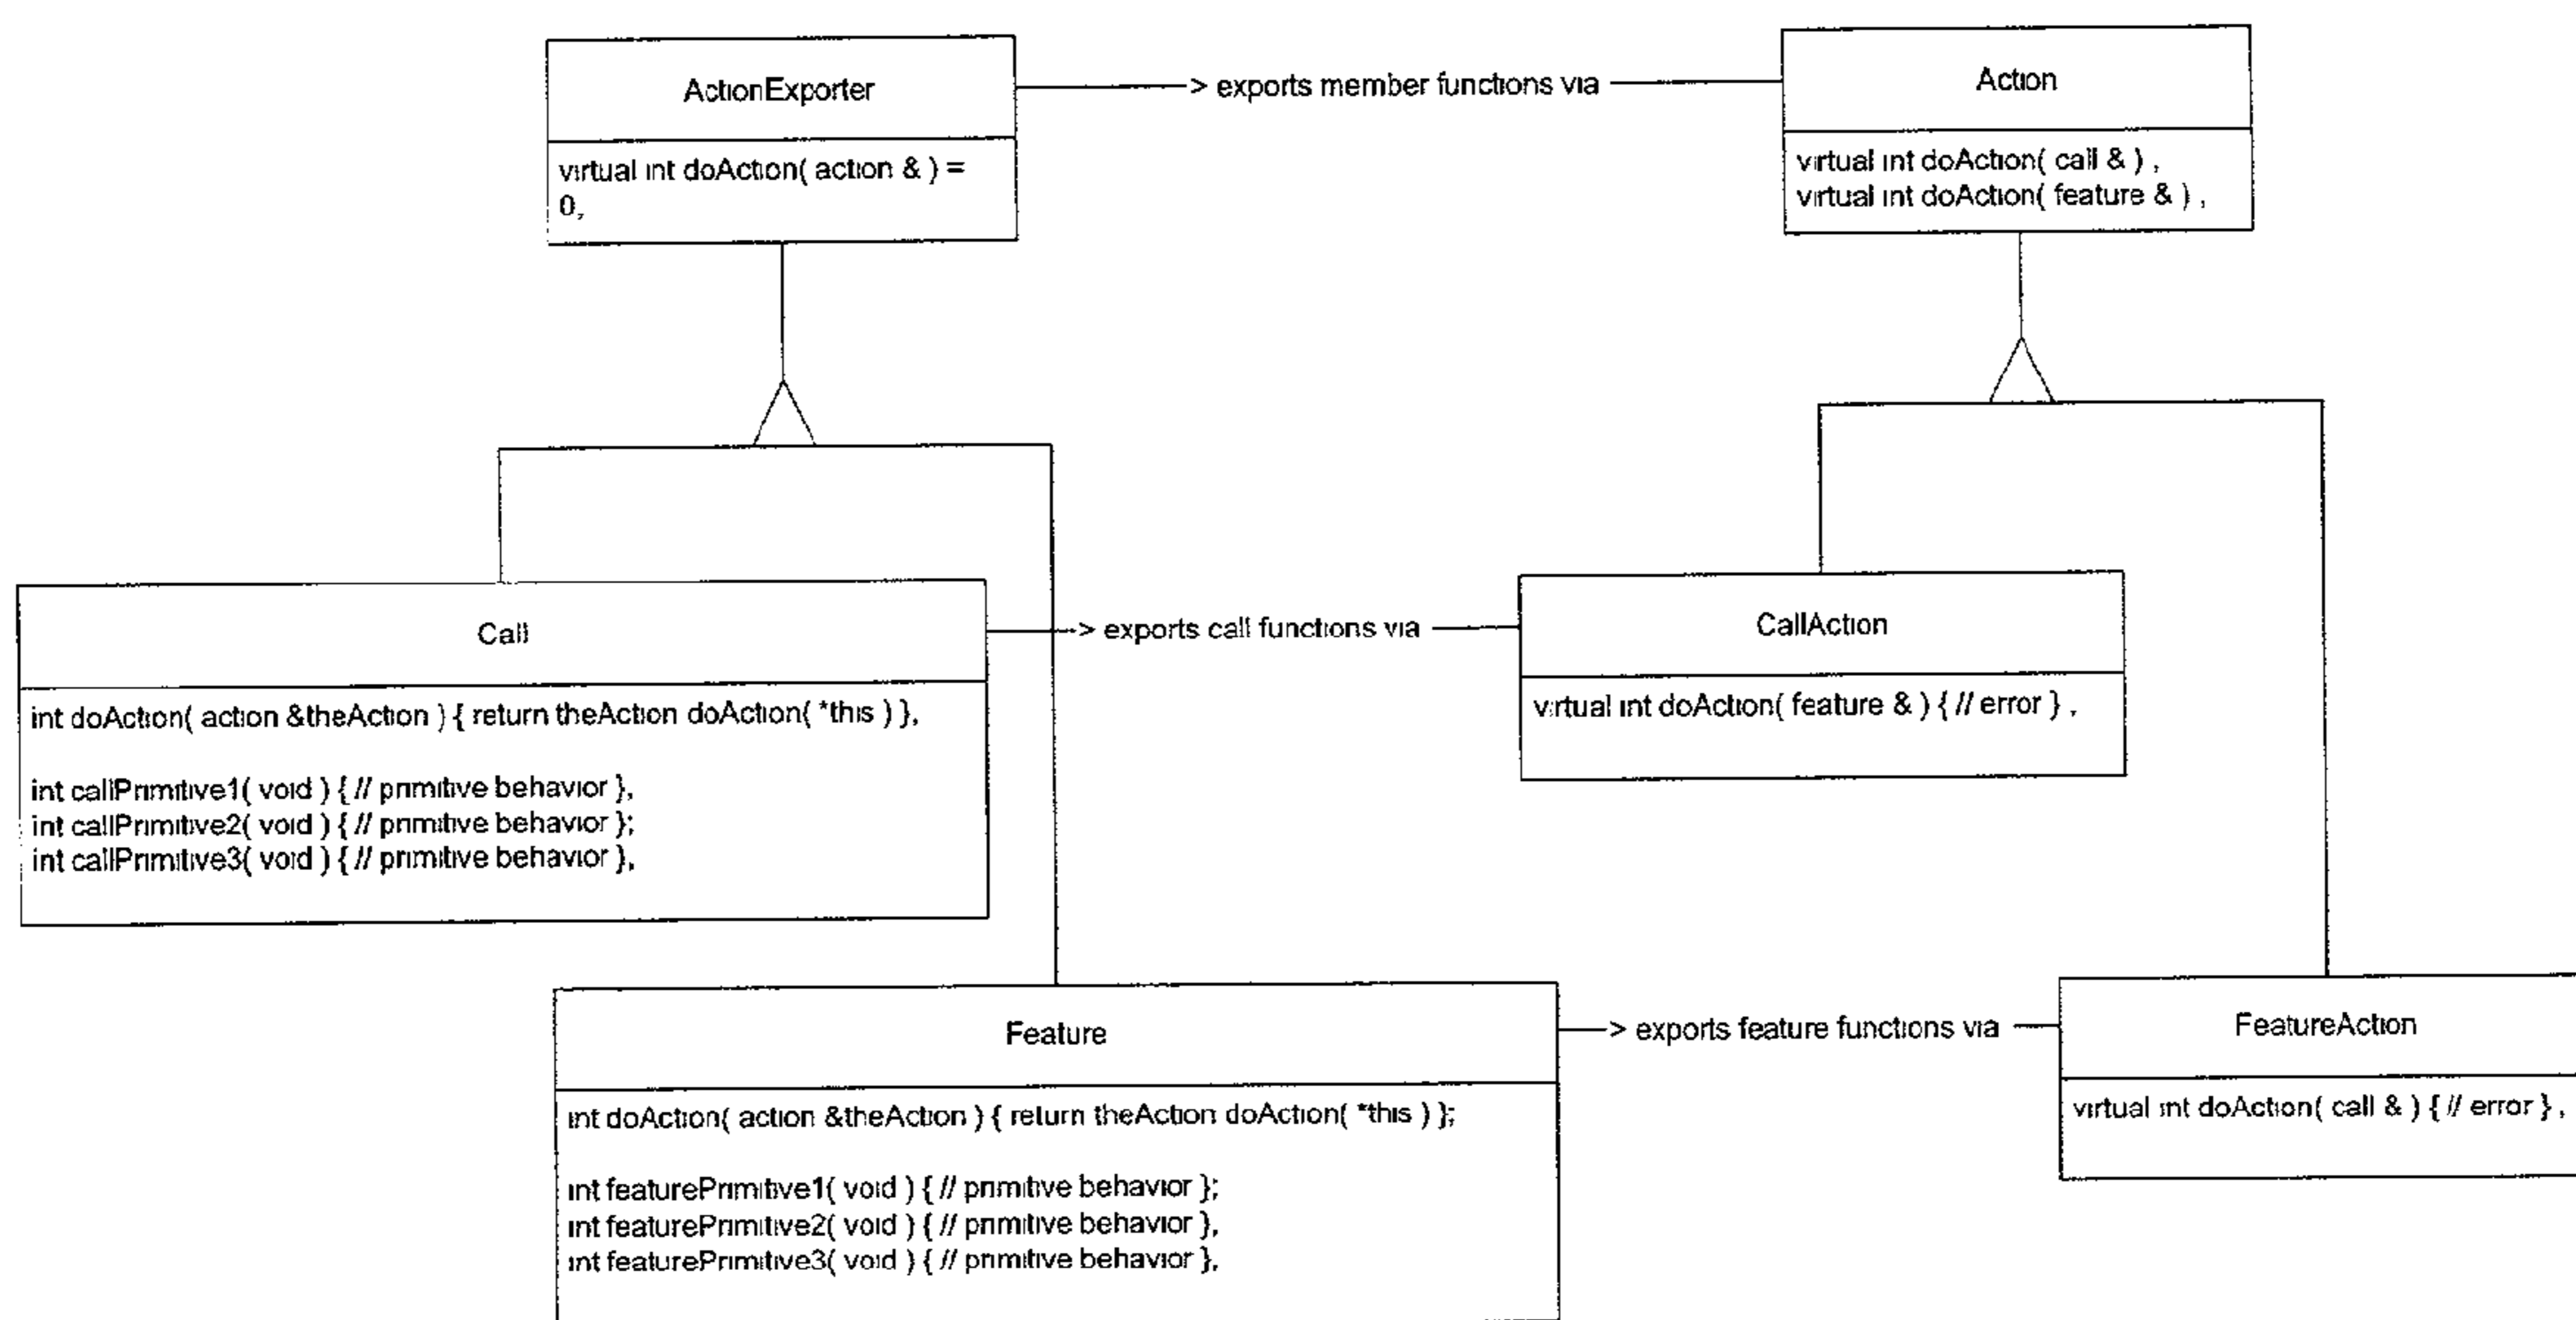 ActionExporter
> exports member functions via
Action
virtual int doAction( action & ) =
0,
virtual int doAction( call & ) ,
virtual int doAction( feature & ) ,
Call
> exports call functions via
CallAction
int doAction( action &theAction ) { return theAction doAction( *this ) },
int callPrimitive1( void ) { // primitive behavior },
int callPrimitive2( void ) { // primitive behavior };
int callPrimitive3( void ) { // primitive behavior },
virtual int doAction( feature & ) { // error } ,
Feature
> exports feature functions via
FeatureAction
int doAction( action &theAction ) { return theAction doAction( *this ) };
int featurePrimitive1( void ) { // primitive behavior };
int featurePrimitive2( void ) { // primitive behavior },
int featurePrimitive3( void ) { // primitive behavior },
virtual int doAction( call & ) { // error } ,